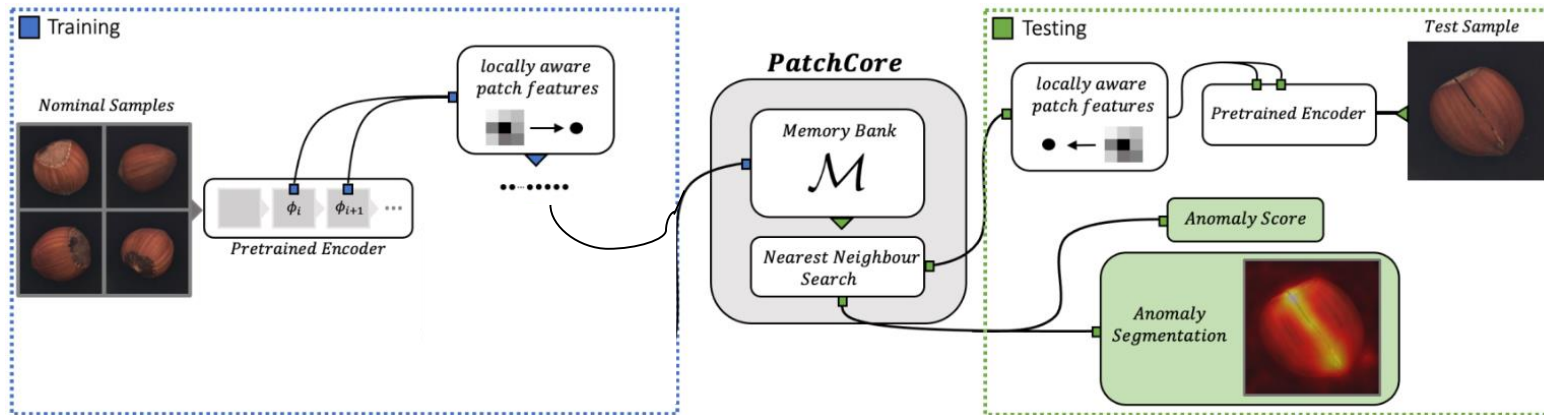 Training
Nominal Samples
ϕi
ϕi+1
...
Pretrained Encoder
locally aware
patch features
PatchCore
Memory Bank
ℳ
Nearest Neighbour
Search
Testing
locally aware
patch features
Pretrained Encoder
Test Sample
Anomaly Score
Anomaly
Segmentation